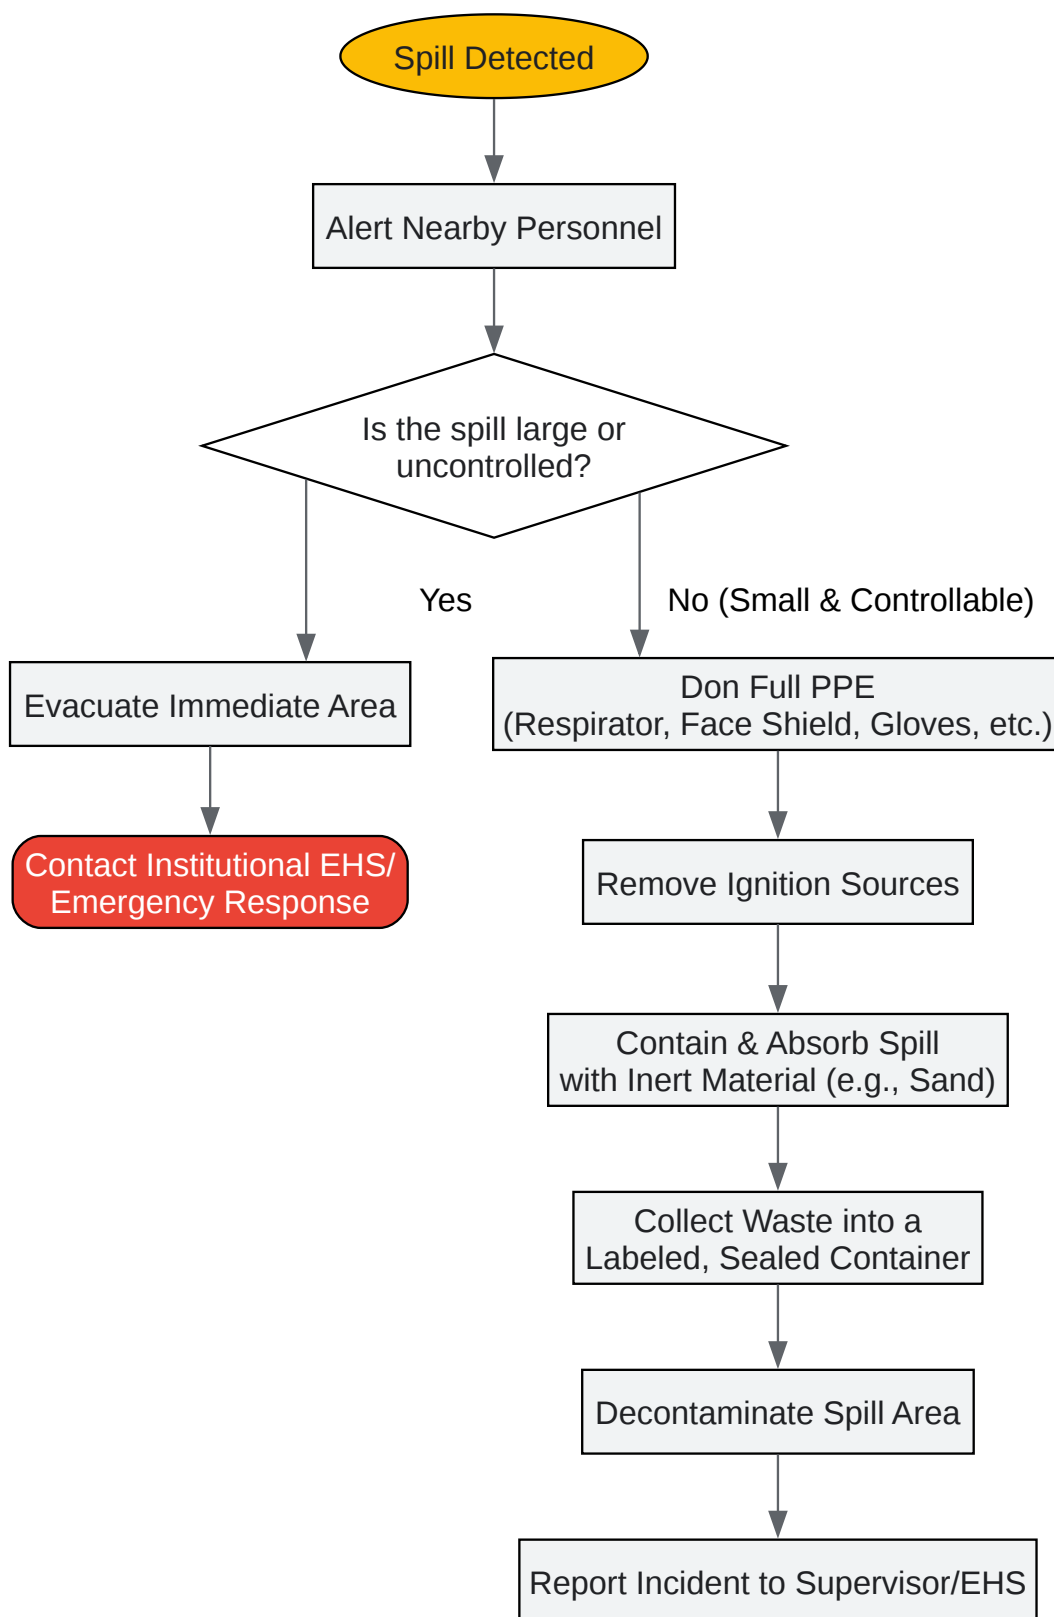 Spill Detected
Alert Nearby Personnel
Is the spill large or
uncontrolled?
Yes
No (Small & Controllable)
Evacuate Immediate Area
Contact Institutional EHS/
Emergency Response
Don Full PPE
(Respirator, Face Shield, Gloves, etc.)
Remove Ignition Sources
Contain & Absorb Spill
with Inert Material (e.g., Sand)
Collect Waste into a
Labeled, Sealed Container
Decontaminate Spill Area
Report Incident to Supervisor/EHS